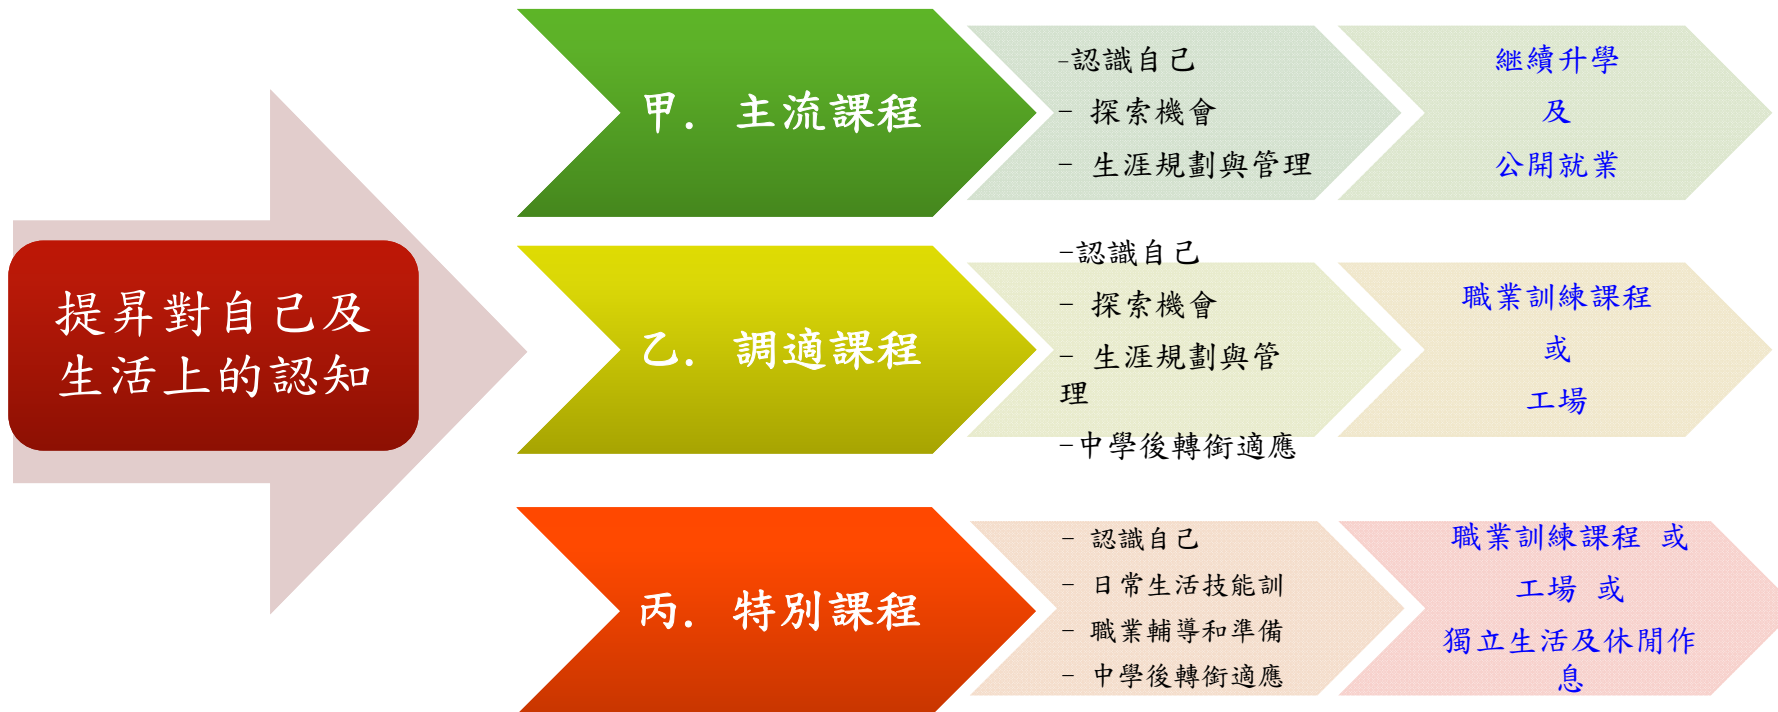 提昇對自己及
生活上的認知
甲. 主流課程
-認識自己
- 探索機會
- 生涯規劃與管理
繼續升學
及
公開就業
乙. 調適課程
-認識自己
- 探索機會
- 生涯規劃與管
理
-中學後轉銜適應
職業訓練課程
或
工場
丙. 特別課程
- 認識自己
- 日常生活技能訓
- 職業輔導和準備
- 中學後轉銜適應
職業訓練課程 或
工場 或
獨立生活及休閒作
息